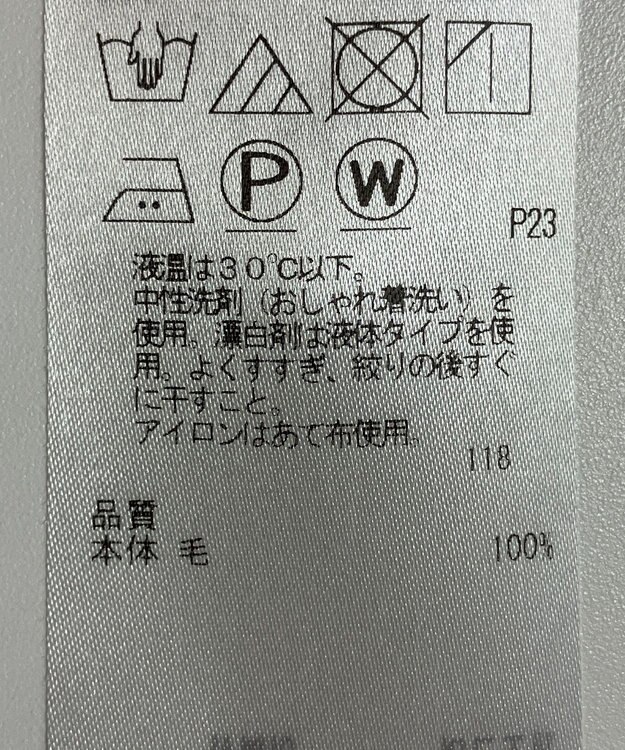 P W
P23
液温は30℃以下。
中性洗剤（おしゃれ着洗い）を
使用。漂白剤は液体タイプを使
用。よくすすぎ、絞りの後すぐ
に干すこと。
アイロンはあて布使用。
118
品質
本体 毛 100%